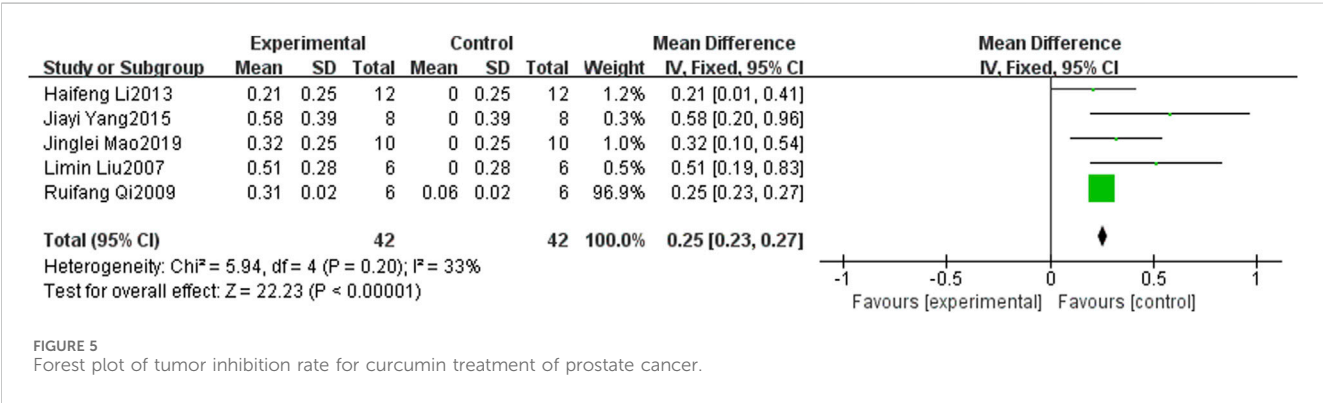 Experimental Control Mean Difference Mean Difference
Study or Subgroup Mean SD Total Mean SD Total Weight IV, Fixed, 95% CI IV, Fixed, 95% CI
Haifeng Li2013 0.21 0.25 12 0 0.25 12 1.2% 0.21 [0.01, 0.41]
Jiayi Yang2015 0.58 0.39 8 0 0.39 8 0.3% 0.58 [0.20, 0.96]
Jinglei Mao2019 0.32 0.25 10 0 0.25 10 1.0% 0.32 [0.10, 0.54]
Limin Liu2007 0.51 0.28 6 0 0.28 6 0.5% 0.51 [0.19, 0.83]
Ruifang Qi2009 0.31 0.02 6 0.06 0.02 6 96.9% 0.25 [0.23, 0.27]
Total (95% CI) 42 42 100.0% 0.25 [0.23, 0.27]
Heterogeneity: Chi² = 5.94, df = 4 (P = 0.20); I² = 33%
Test for overall effect: Z = 22.23 (P < 0.00001)
-1 -0.5 0 0.5 1
Favours [experimental] Favours [control]
FIGURE 5
Forest plot of tumor inhibition rate for curcumin treatment of prostate cancer.